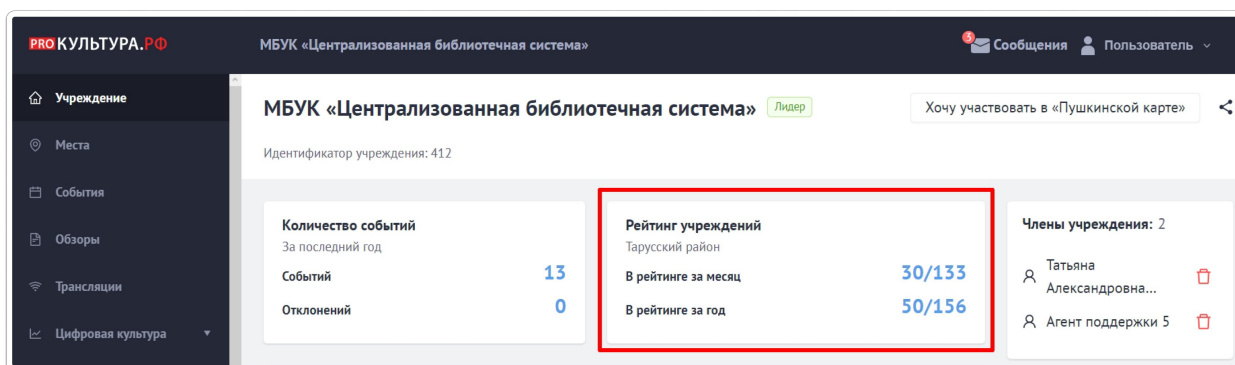 PRO КУЛЬТУРА.РФ
МБУК «Централизованная библиотечная система»
3
Сообщения
Пользователь
Учреждение
Места
События
Обзоры
Трансляции
Цифровая культура
МБУК «Централизованная библиотечная система»
Лидер
Хочу участвовать в «Пушкинской карте»
Идентификатор учреждения: 412
Количество событий
За последний год
Событий 13
Отклонений 0
Рейтинг учреждений
Тарусский район
В рейтинге за месяц 30/133
В рейтинге за год 50/156
Члены учреждения: 2
Татьяна
Александровна...
Агент поддержки 5